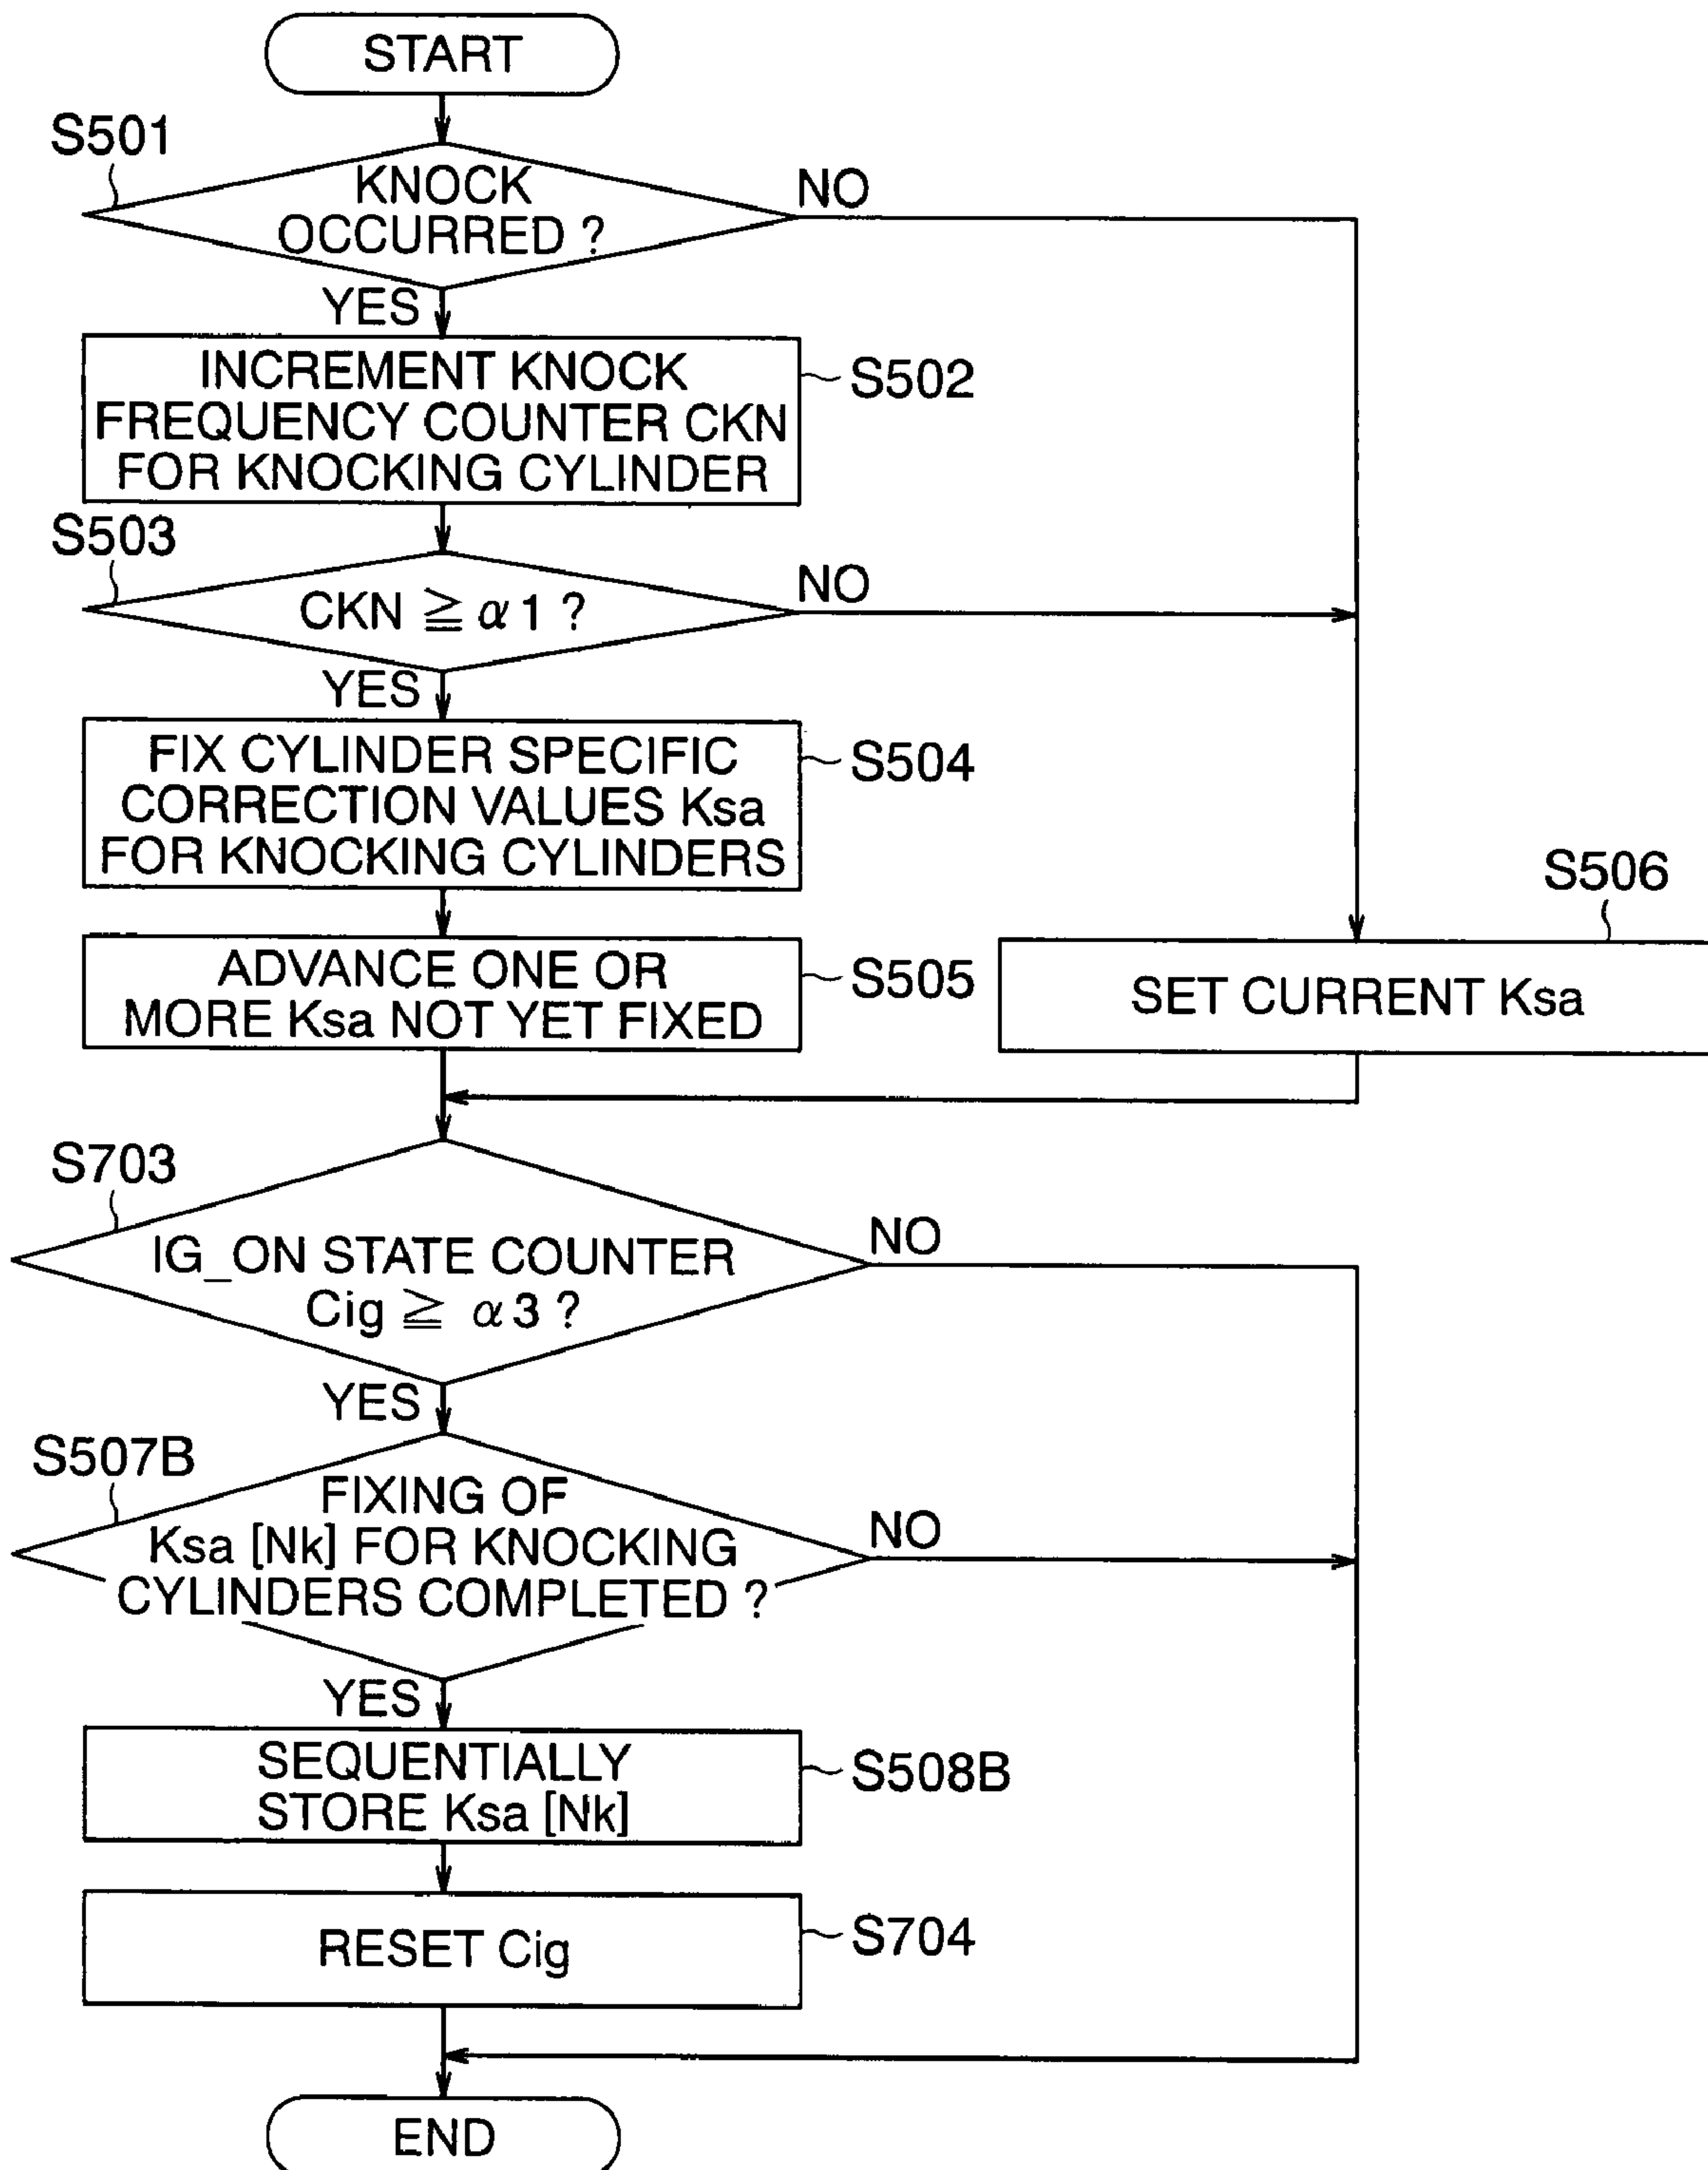 START
S501
KNOCK
OCCURRED ?
NO
YES
INCREMENT KNOCK
FREQUENCY COUNTER CKN
FOR KNOCKING CYLINDER
S502
S503
CKN ≧ α1 ?
NO
YES
FIX CYLINDER SPECIFIC
CORRECTION VALUES Ksa
FOR KNOCKING CYLINDERS
S504
ADVANCE ONE OR
MORE Ksa NOT YET FIXED
S505
S506
SET CURRENT Ksa
S703
IG_ON STATE COUNTER
Cig ≧ α3 ?
NO
YES
S507B
FIXING OF
Ksa [Nk] FOR KNOCKING
CYLINDERS COMPLETED ?
NO
YES
SEQUENTIALLY
STORE Ksa [Nk]
S508B
RESET Cig
S704
END